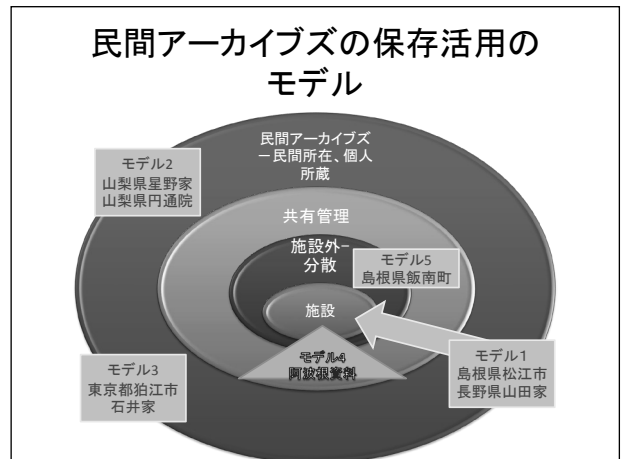 民間アーカイブズの保存活用の
モデル
民間アーカイブズ
－民間所在、個人
所蔵
モデル2
山梨県星野家
山梨県円通院
共有管理
施設外−
分散
モデル5
島根県飯南町
施設
モデル4
阿波根資料
モデル3
東京都狛江市
石井家
モデル1
島根県松江市
長野県山田家